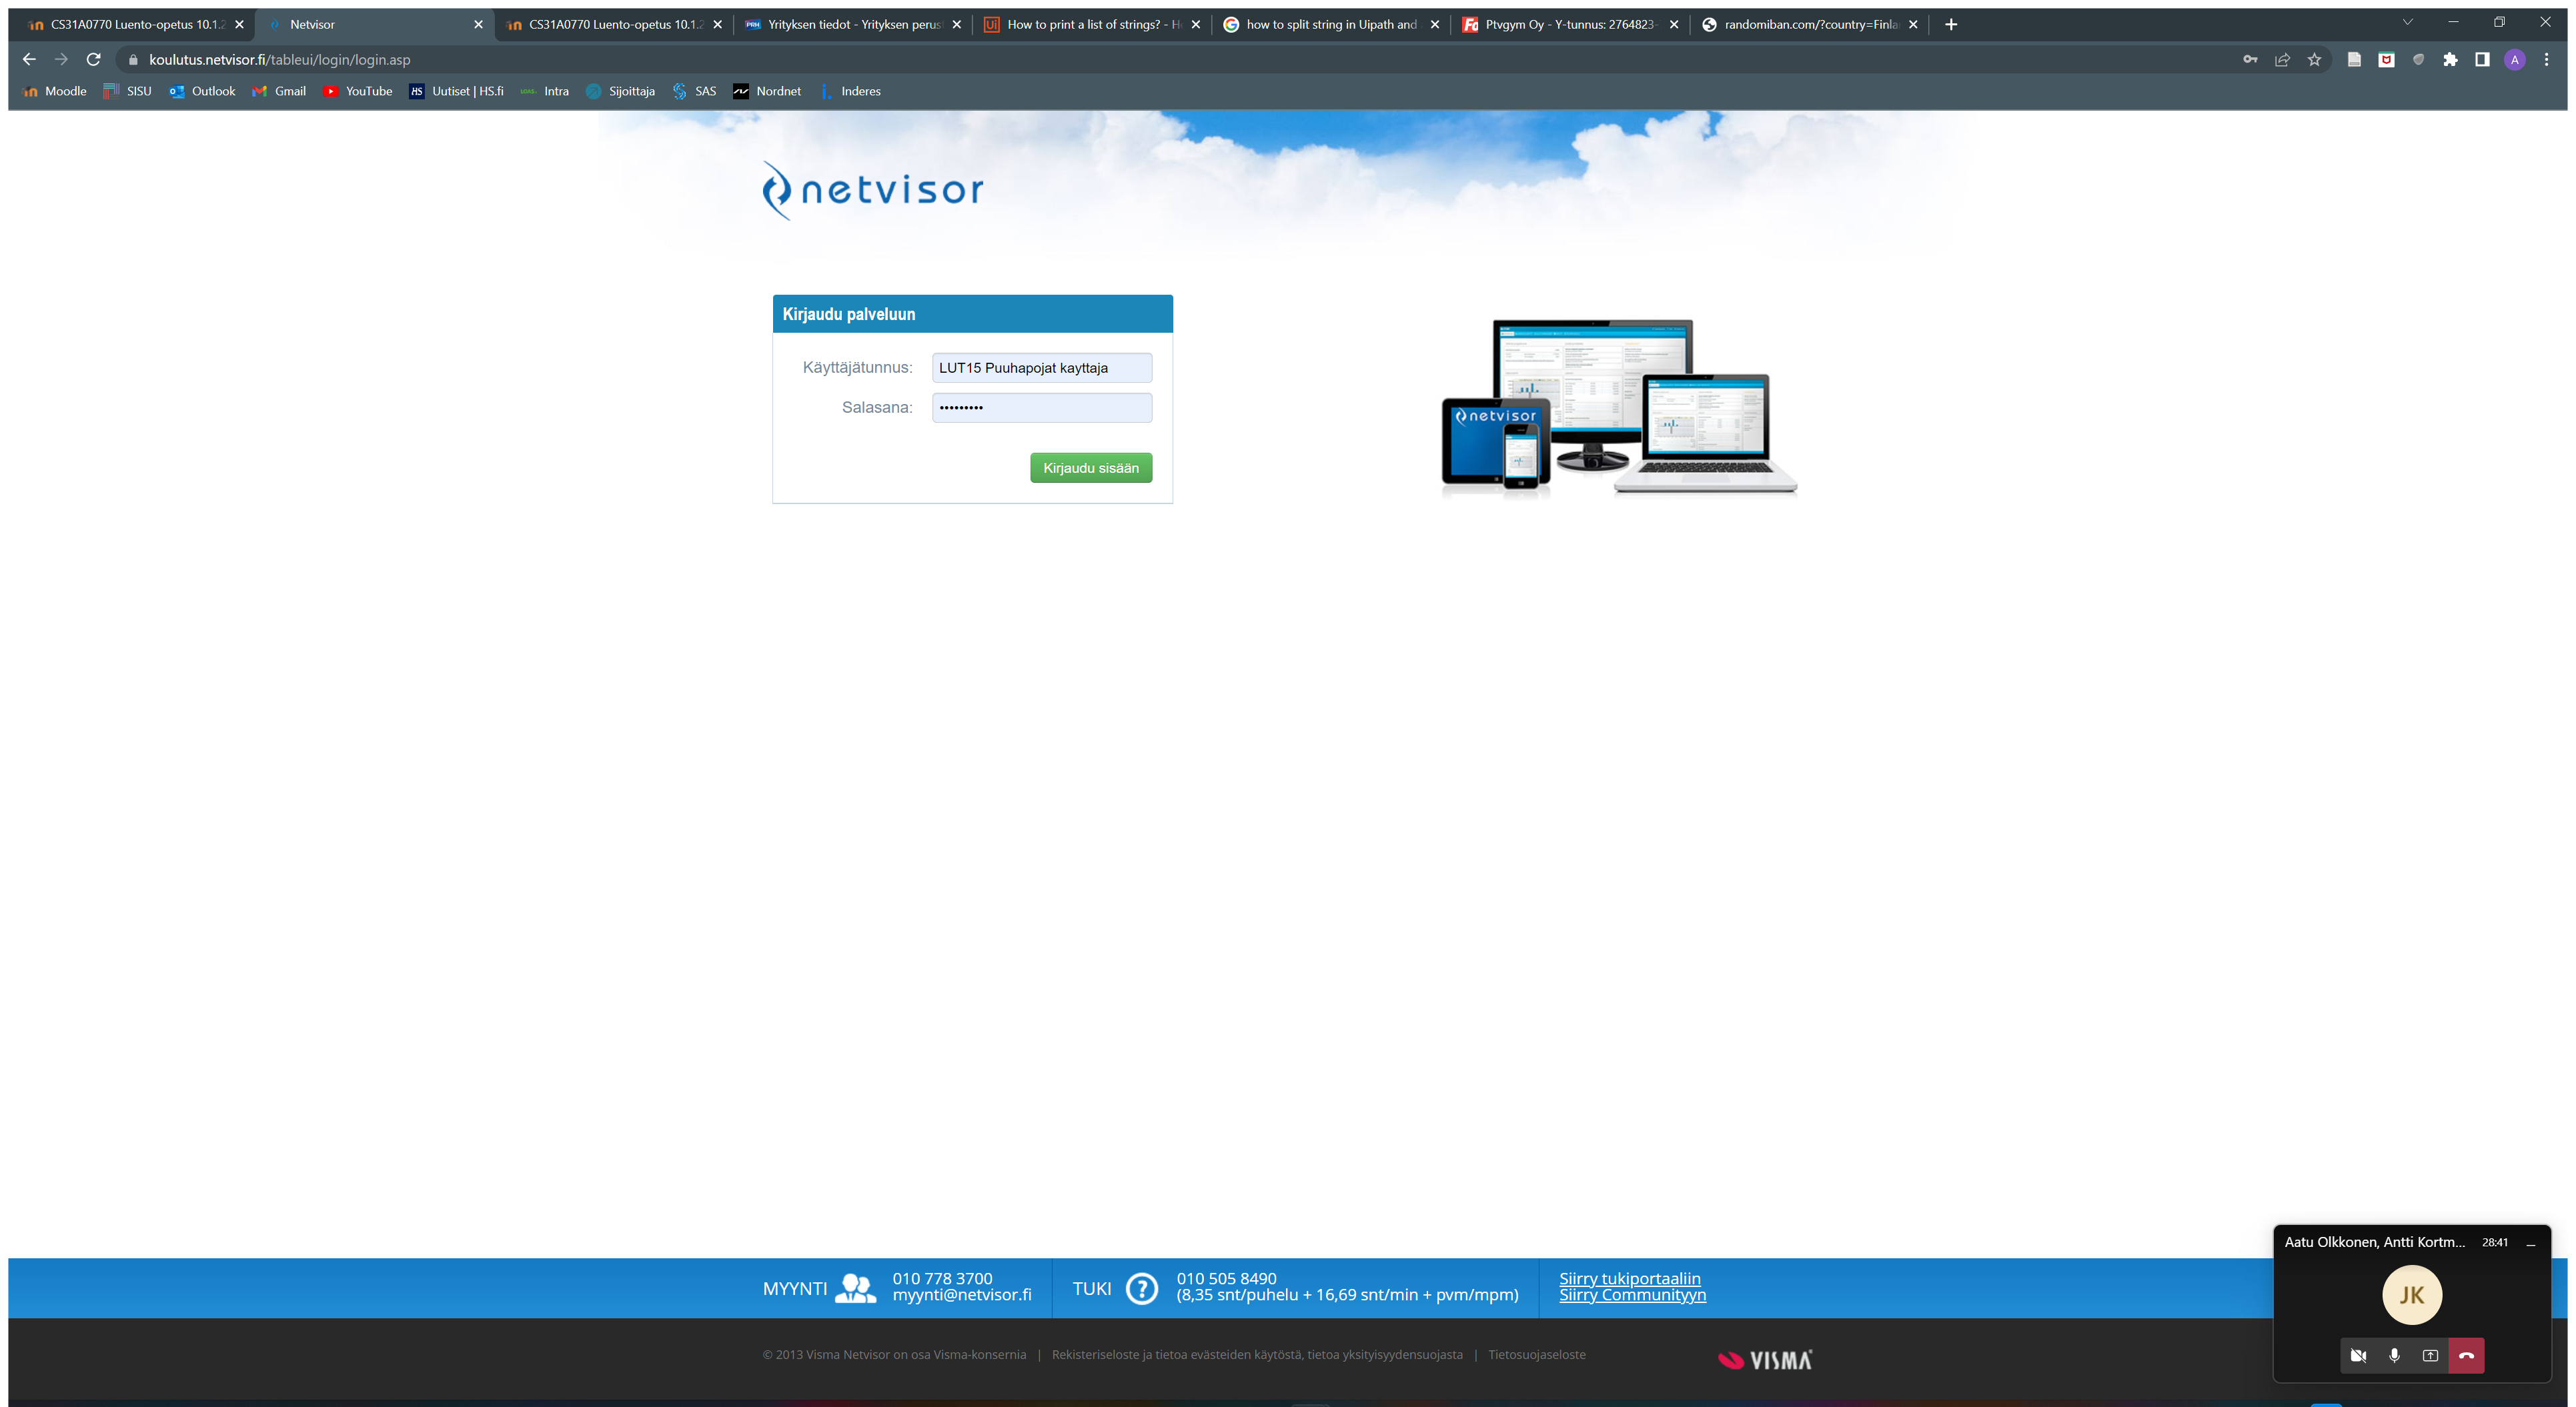 CS31A0770 Luento-opetus 10.1.2
Netvisor
CS31A0770 Luento-opetus 10.1.2
PRH Yrityksen tiedot - Yrityksen perus
Ui How to print a list of strings? - He
how to split string in Uipath and
Ptvgym Oy - Y-tunnus: 2764823-
randomiban.com/?country=Finla
koulutus.netvisor.fi/tableui/login/login.asp
A
Moodle
SISU
Outlook
Gmail
YouTube
HS Uutiset | HS.fi
Intra
Sijoittaja
SAS
Nordnet
Inderes
netvisor
Kirjaudu palveluun
Käyttäjätunnus: LUT15 Puuhapojat kayttaja
Salasana: •••••••••
Kirjaudu sisään
netvisor
MYYNTI
010 778 3700
myynti@netvisor.fi
TUKI
?
010 505 8490
(8,35 snt/puhelu + 16,69 snt/min + pvm/mpm)
Siirry tukiportaaliin
Siirry Communityyn
© 2013 Visma Netvisor on osa Visma-konsernia | Rekisteriseloste ja tietoa evästeiden käytöstä, tietoa yksityisyydensuojasta | Tietosuojaseloste
VISMA
Aatu Olkkonen, Antti Kortm... 28:41
JK